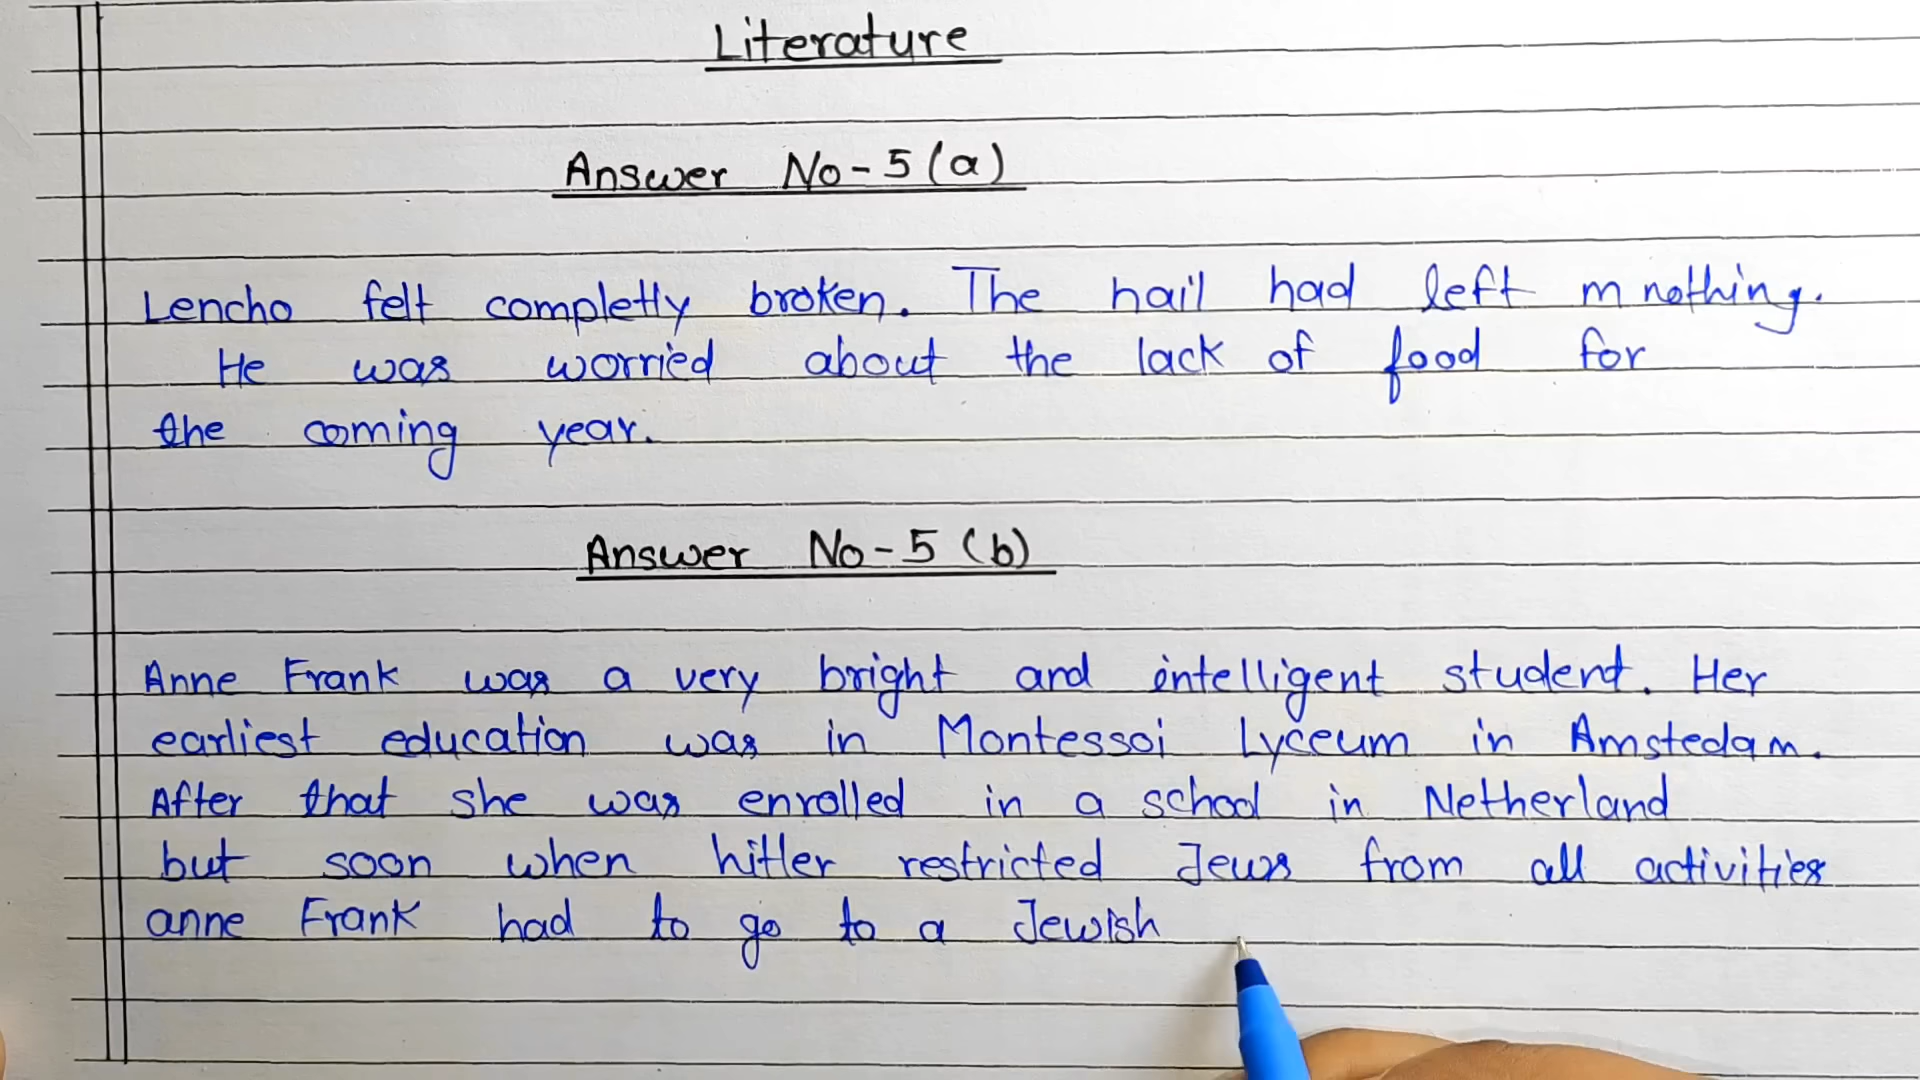 Literature
Answer No-5(a)
Lencho felt completly broken. The hail had left m nothing.
He was worried about the lack of food for
the coming year.
Answer No-5 (b)
Anne Frank was a very bright and intelligent student. Her
earliest education was in Montessoi Lyceum in Amstedam.
After that she was enrolled in a school in Netherland
but soon when hitler restricted Jews from all activities
anne Frank had to go to a Jewish